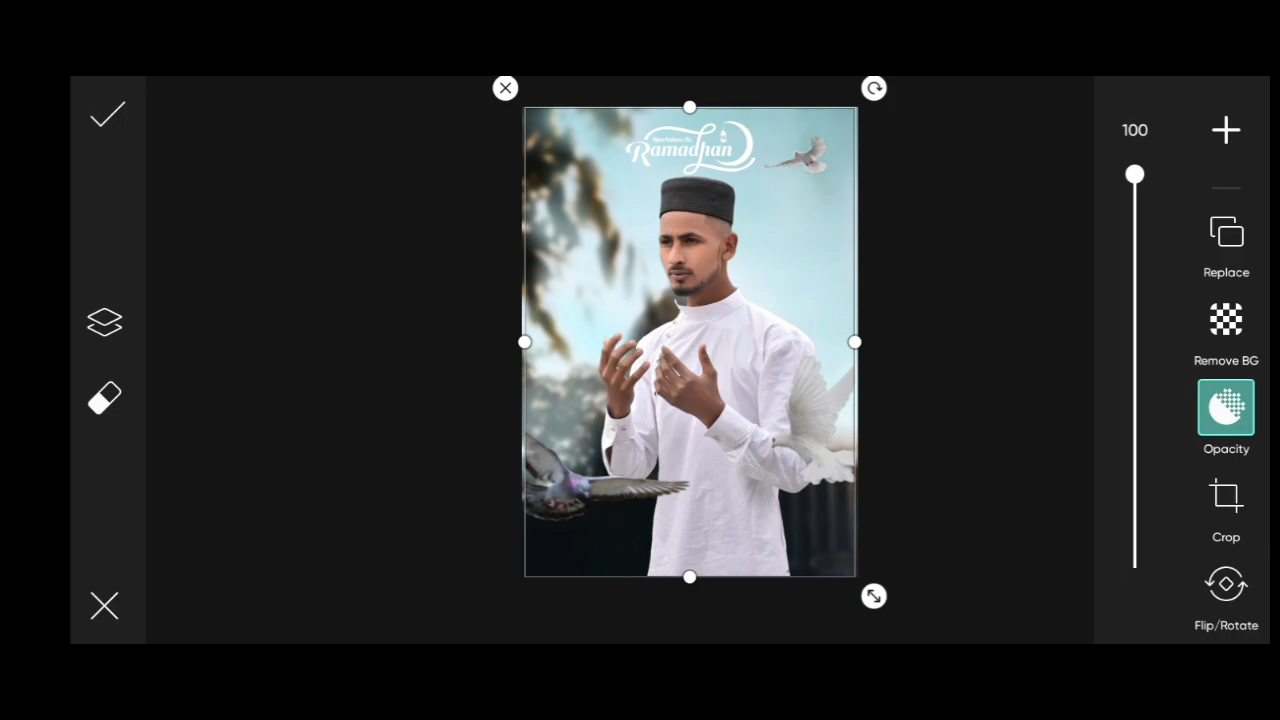 100
Replace
Remove BG
Opacity
Crop
Flip/Rotate
Ramadhan